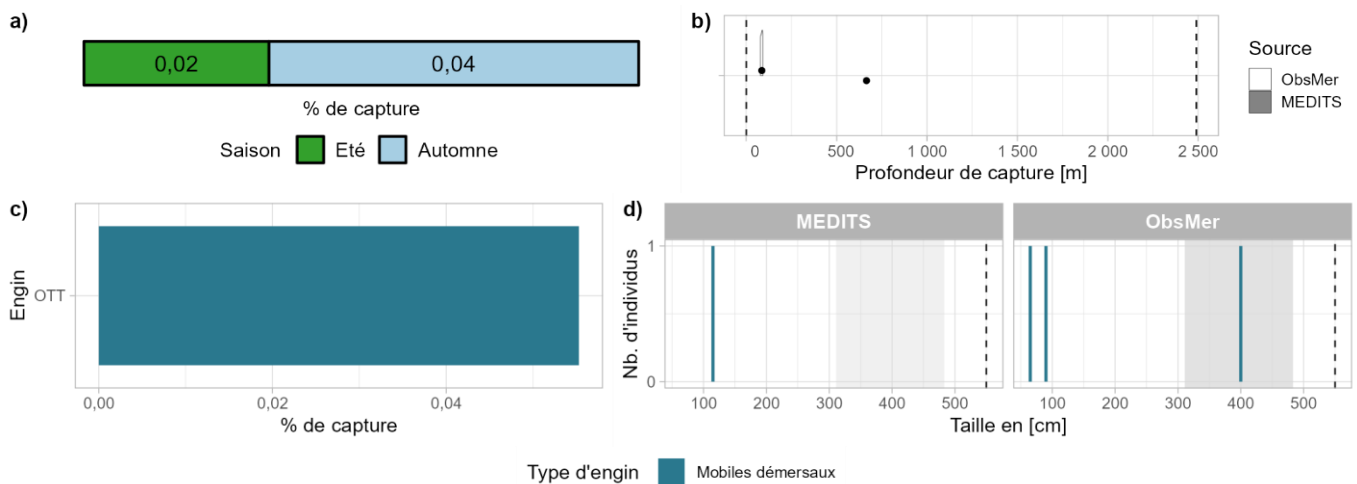 a)
0,02 0,04
% de capture
Saison Eté Automne
b)
0 500 1 000 1 500 2 000 2 500
Profondeur de capture [m]
Source
ObsMer
MEDITS
c)
Engin
OTT
0,00 0,02 0,04
% de capture
d)
MEDITS ObsMer
Nb. d'individus
1
0
100 200 300 400 500 100 200 300 400 500
Taille en [cm]
Type d'engin Mobiles démersaux